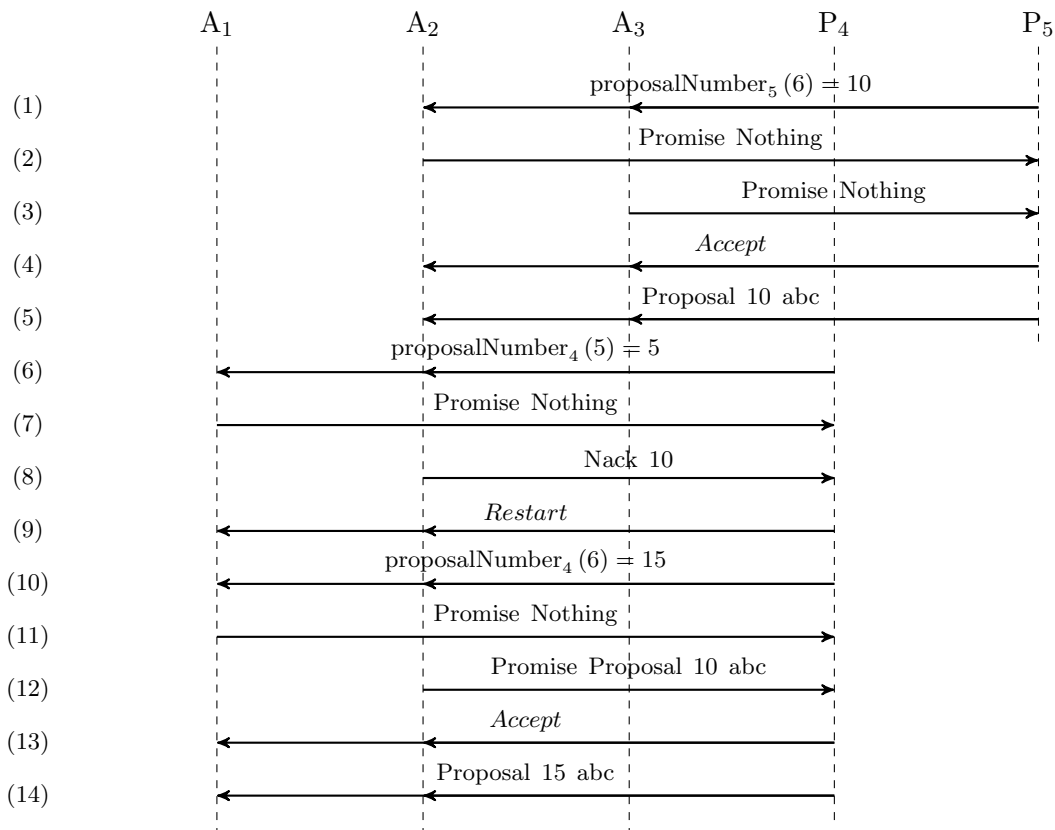 A₁ A₂ A₃ P₄ P₅
(1) proposalNumber₅ (6) = 10
(2) Promise Nothing
(3) Promise Nothing
(4) Accept
(5) Proposal 10 abc
(6) proposalNumber₄ (5) = 5
(7) Promise Nothing
(8) Nack 10
(9) Restart
(10) proposalNumber₄ (6) = 15
(11) Promise Nothing
(12) Promise Proposal 10 abc
(13) Accept
(14) Proposal 15 abc